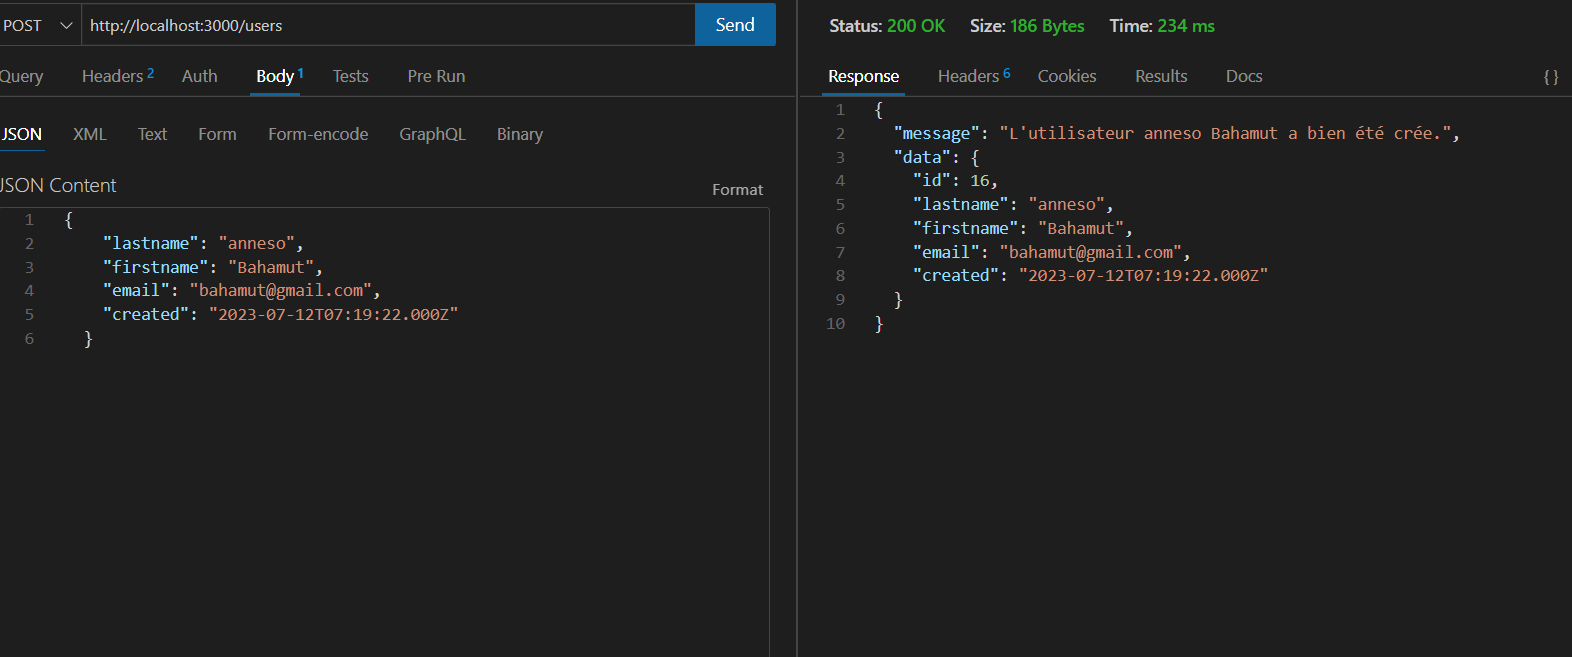 POST http://localhost:3000/users Send
Query Headers 2 Auth Body 1 Tests Pre Run
JSON XML Text Form Form-encode GraphQL Binary
JSON Content Format
1 {
2 "lastname": "anneso",
3 "firstname": "Bahamut",
4 "email": "bahamut@gmail.com",
5 "created": "2023-07-12T07:19:22.000Z"
6 }
Status: 200 OK Size: 186 Bytes Time: 234 ms
Response Headers 6 Cookies Results Docs {}
1 {
2 "message": "L'utilisateur anneso Bahamut a bien été crée.",
3 "data": {
4 "id": 16,
5 "lastname": "anneso",
6 "firstname": "Bahamut",
7 "email": "bahamut@gmail.com",
8 "created": "2023-07-12T07:19:22.000Z"
9 }
10 }